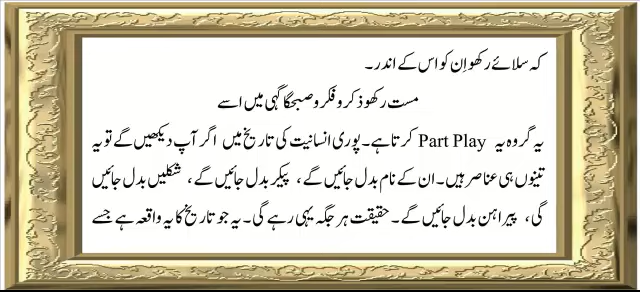 کہ سلائے رکھو اِن کو اس کے اندر۔
مست رکھو ذکر و فکر و صبحگاہی میں اسے
یہ گروہ یہ Part Play کرتا ہے۔ پوری انسانیت کی تاریخ میں اگر آپ دیکھیں گے تو یہ
تینوں ہی عناصر ہیں۔ ان کے نام بدل جائیں گے، پیکر بدل جائیں گے، شکلیں بدل جائیں
گی، پیراہن بدل جائیں گے۔ حقیقت ہر جگہ یہی رہے گی۔ یہ جو تاریخ کا یہ واقعہ ہے جسے